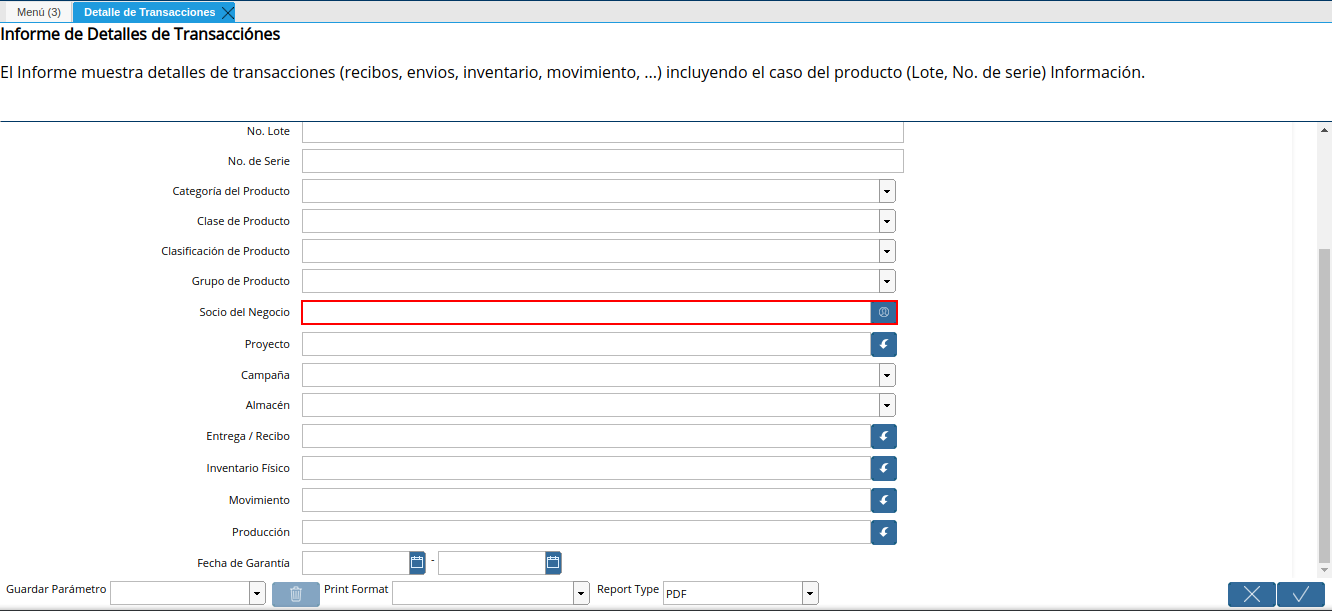 Menú (3) Detalle de Transacciones
Informe de Detalles de Transacciónes
El Informe muestra detalles de transacciones (recibos, envios, inventario, movimiento, ...) incluyendo el caso del producto (Lote, No. de serie) Información.
No. Lote
No. de Serie
Categoría del Producto
Clase de Producto
Clasificación de Producto
Grupo de Producto
Socio del Negocio
Proyecto
Campaña
Almacén
Entrega / Recibo
Inventario Físico
Movimiento
Producción
Fecha de Garantía -
Guardar Parámetro Print Format Report Type PDF